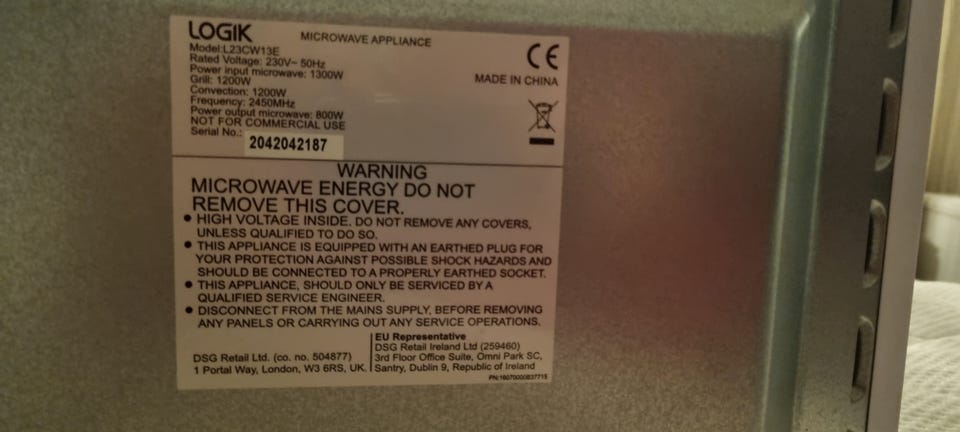 LOGIK
MICROWAVE APPLIANCE
Model:L23CW13E
Rated Voltage: 230V~ 50Hz
Power input microwave: 1300W
Grill: 1200W
Convection: 1200W
Frequency: 2450MHz
Power output microwave: 800W
NOT FOR COMMERCIAL USE
Serial No.: 2042042187
CE
MADE IN CHINA
WARNING
MICROWAVE ENERGY DO NOT
REMOVE THIS COVER.
● HIGH VOLTAGE INSIDE. DO NOT REMOVE ANY COVERS,
UNLESS QUALIFIED TO DO SO.
● THIS APPLIANCE IS EQUIPPED WITH AN EARTHED PLUG FOR
YOUR PROTECTION AGAINST POSSIBLE SHOCK HAZARDS AND
SHOULD BE CONNECTED TO A PROPERLY EARTHED SOCKET.
● THIS APPLIANCE, SHOULD ONLY BE SERVICED BY A
QUALIFIED SERVICE ENGINEER.
● DISCONNECT FROM THE MAINS SUPPLY, BEFORE REMOVING
ANY PANELS OR CARRYING OUT ANY SERVICE OPERATIONS.
DSG Retail Ltd. (co. no. 504877)
1 Portal Way, London, W3 6RS, UK.
EU Representative
DSG Retail Ireland Ltd (259460)
3rd Floor Office Suite, Omni Park SC,
Santry, Dublin 9, Republic of Ireland
PN:16070000B37715